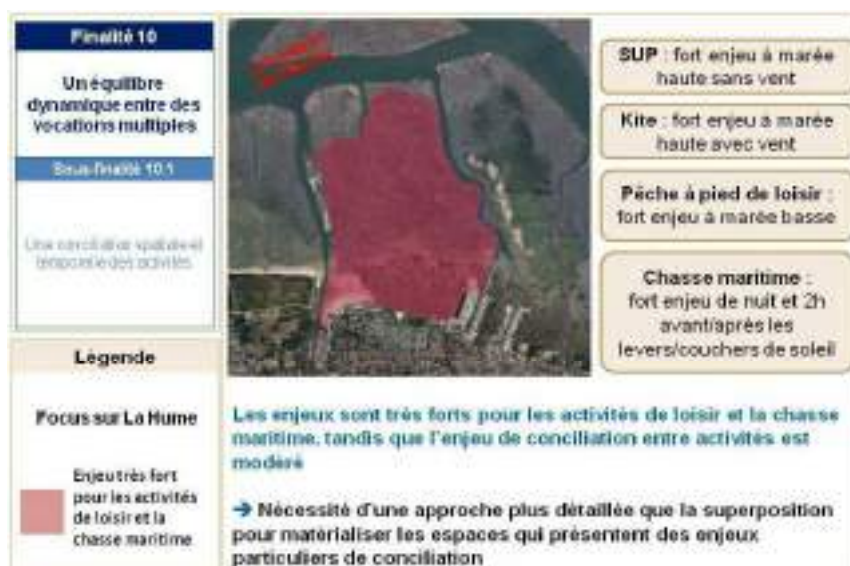 Finalité 10
Un équilibre
dynamique entre des
vocations multiples
Sous-finalité 10.1
Une conciliation spatiale et
temporelle des activités
Légende
Focus sur La Hume
Enjeu très fort
pour les activités
de loisir et la
chasse maritime
SUP : fort enjeu à marée
haute sans vent
Kite : fort enjeu à marée
haute avec vent
Pêche à pied de loisir :
fort enjeu à marée basse
Chasse maritime :
fort enjeu de nuit et 2h
avant/après les
levers/couchers de soleil
Les enjeux sont très forts pour les activités de loisir et la chasse
maritime, tandis que l'enjeu de conciliation entre activités est
modéré
→ Nécessité d'une approche plus détaillée que la superposition
pour matérialiser les espaces qui présentent des enjeux
particuliers de conciliation